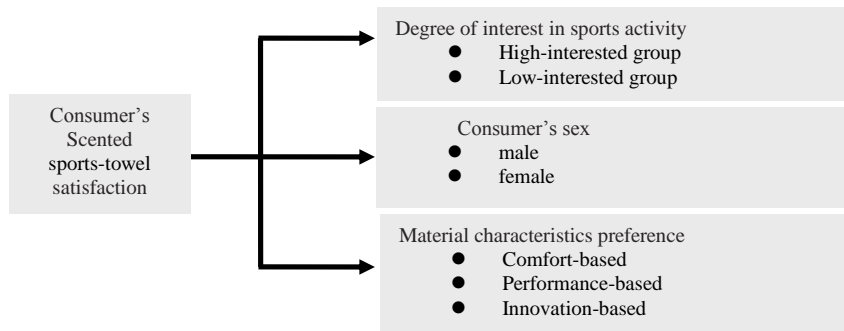 Consumer's
Scented
sports-towel
satisfaction
Degree of interest in sports activity
● High-interested group
● Low-interested group
Consumer's sex
● male
● female
Material characteristics preference
● Comfort-based
● Performance-based
● Innovation-based